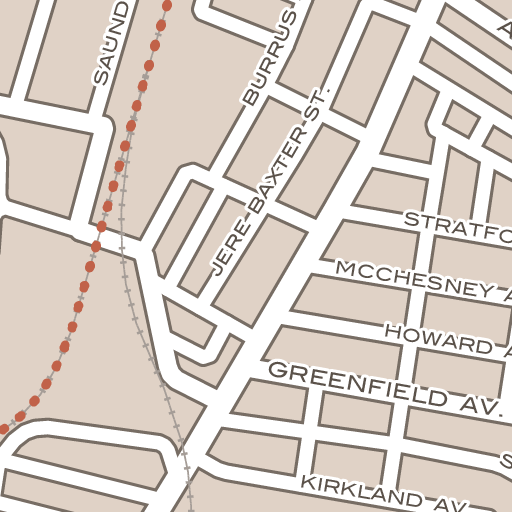 SAUND
BURRUS
JERE BAXTER ST.
STRATFO
MCCHESNEY A
HOWARD A
GREENFIELD AV.
S
KIRKLAND AV
A